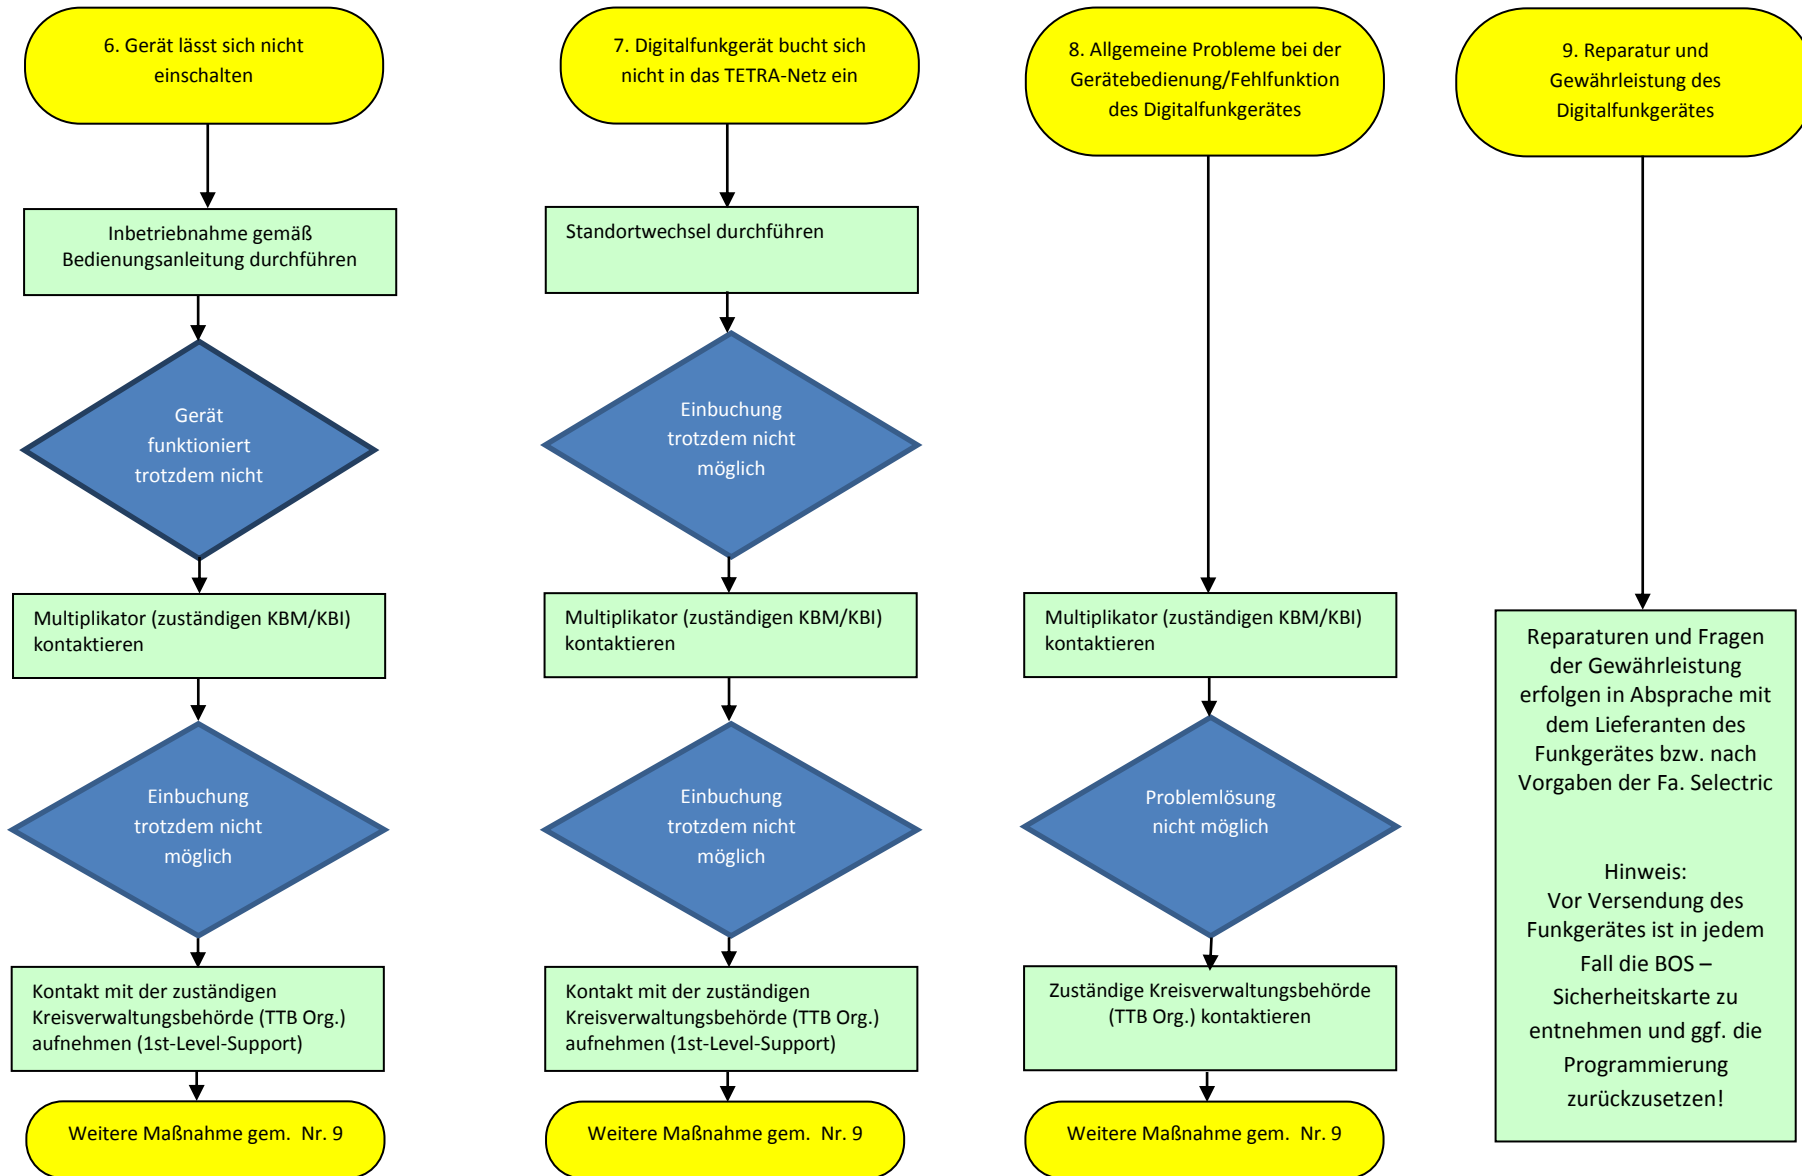 6. Gerät lässt sich nicht
einschalten
Inbetriebnahme gemäß
Bedienungsanleitung durchführen
Gerät
funktioniert
trotzdem nicht
Multiplikator (zuständigen KBM/KBI)
kontaktieren
Einbuchung
trotzdem nicht
möglich
Kontakt mit der zuständigen
Kreisverwaltungsbehörde (TTB Org.)
aufnehmen (1st-Level-Support)
Weitere Maßnahme gem.  Nr. 9
7. Digitalfunkgerät bucht sich
nicht in das TETRA-Netz ein
Standortwechsel durchführen
Einbuchung
trotzdem nicht
möglich
Multiplikator (zuständigen KBM/KBI)
kontaktieren
Einbuchung
trotzdem nicht
möglich
Kontakt mit der zuständigen
Kreisverwaltungsbehörde (TTB Org.)
aufnehmen (1st-Level-Support)
Weitere Maßnahme gem.  Nr. 9
8. Allgemeine Probleme bei der
Gerätebedienung/Fehlfunktion
des Digitalfunkgerätes
Multiplikator (zuständigen KBM/KBI)
kontaktieren
Problemlösung
nicht möglich
Zuständige Kreisverwaltungsbehörde
(TTB Org.) kontaktieren
Weitere Maßnahme gem.  Nr. 9
9. Reparatur und
Gewährleistung des
Digitalfunkgerätes
Reparaturen und Fragen
der Gewährleistung
erfolgen in Absprache mit
dem Lieferanten des
Funkgerätes bzw. nach
Vorgaben der Fa. Selectric
Hinweis:
Vor Versendung des
Funkgerätes ist in jedem
Fall die BOS –
Sicherheitskarte zu
entnehmen und ggf. die
Programmierung
zurückzusetzen!